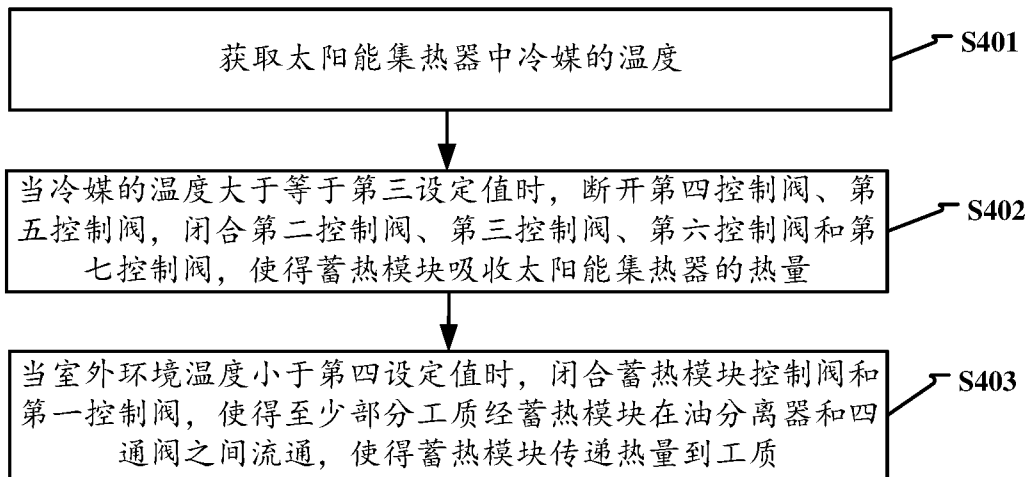 获取太阳能集热器中冷媒的温度
S401
当冷媒的温度大于等于第三设定值时，断开第四控制阀、第
五控制阀，闭合第二控制阀、第三控制阀、第六控制阀和第
七控制阀，使得蓄热模块吸收太阳能集热器的热量
S402
当室外环境温度小于第四设定值时，闭合蓄热模块控制阀和
第一控制阀，使得至少部分工质经蓄热模块在油分离器和四
通阀之间流通，使得蓄热模块传递热量到工质
S403